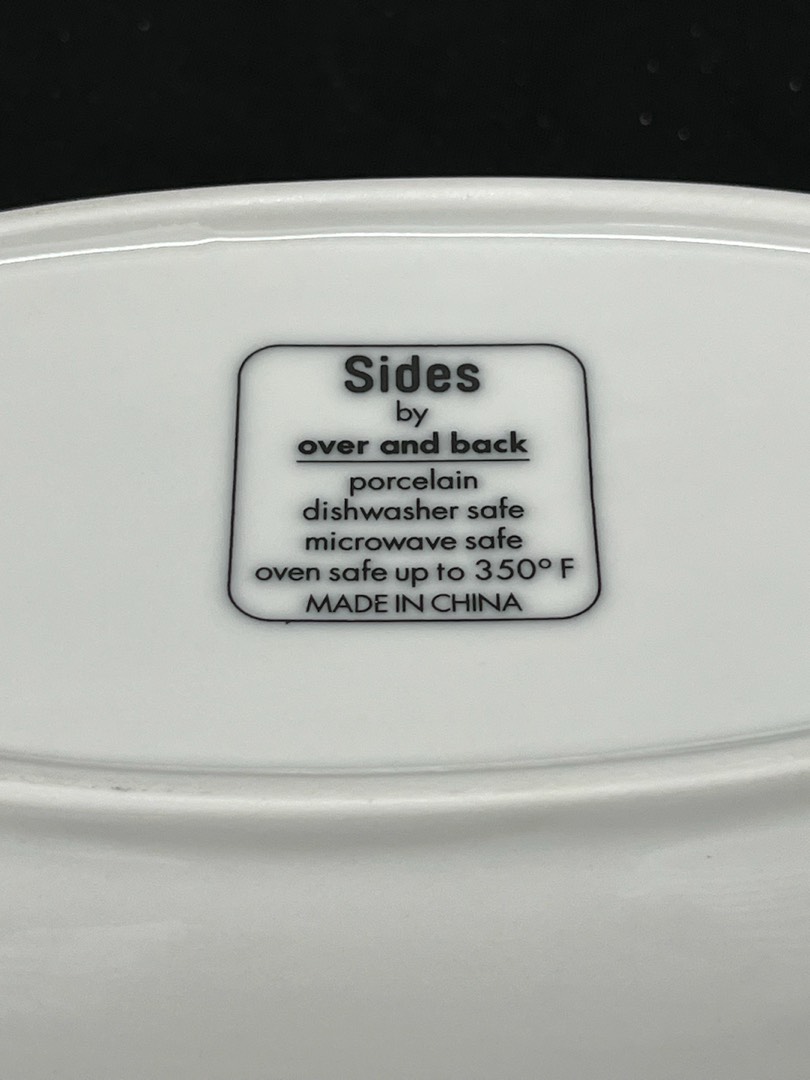 Sides
by
over and back
porcelain
dishwasher safe
microwave safe
oven safe up to 350° F
MADE IN CHINA